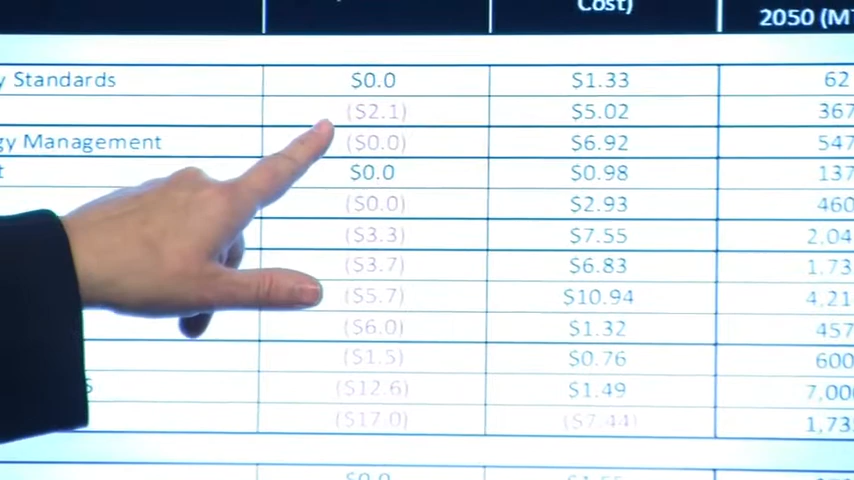 Cost)
2050 (MT
y Standards $0.0 $1.33 62
($2.1) $5.02 367
gy Management ($0.0) $6.92 547
t $0.0 $0.98 137
($0.0) $2.93 460
($3.3) $7.55 2,04
($3.7) $6.83 1,73
($5.7) $10.94 4,21
($6.0) $1.32 457
($1.5) $0.76 600
s ($12.6) $1.49 7,00
($17.0) ($7.44) 1,73
$0.0 $1.55